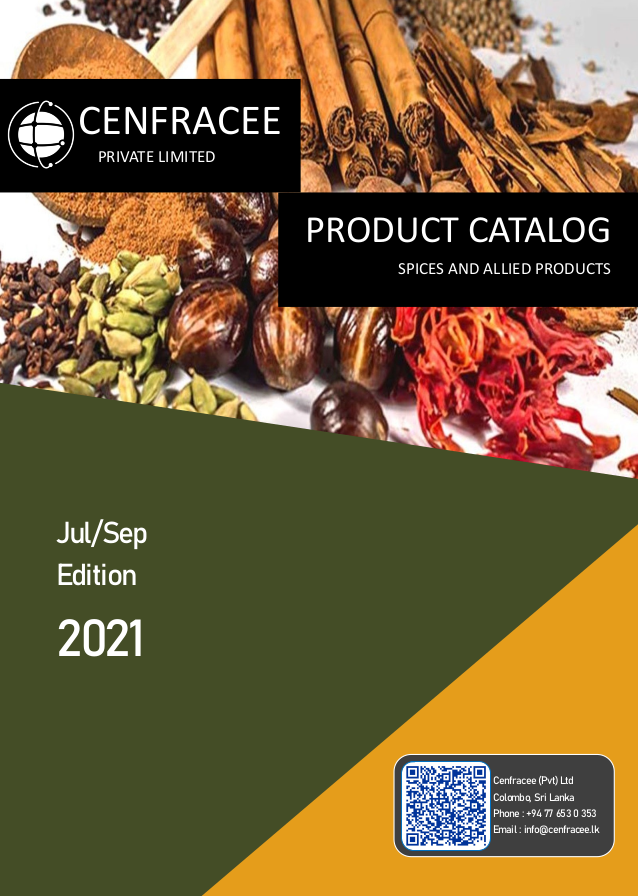 CENFRACEE
PRIVATE LIMITED
PRODUCT CATALOG
SPICES AND ALLIED PRODUCTS
Jul/Sep
Edition
2021
Cenfracee (Pvt) Ltd
Colombo, Sri Lanka
Phone : +94 77 653 0 353
Email : info@cenfracee.lk